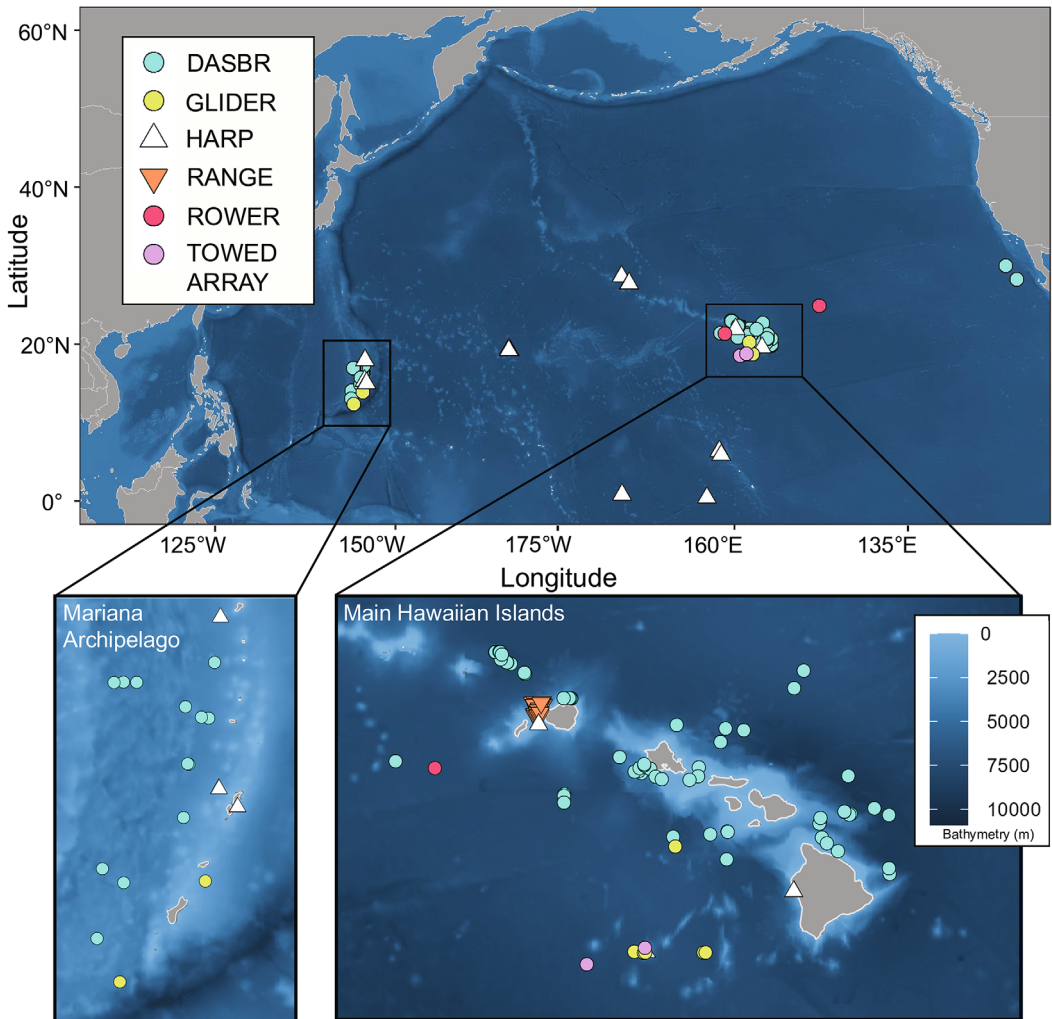 60°N
40°N
20°N
0°
Latitude
DASBR
GLIDER
HARP
RANGE
ROWER
TOWED
ARRAY
125°W
150°W
175°W
160°E
135°E
Longitude
Mariana
Archipelago
Main Hawaiian Islands
0
2500
5000
7500
10000
Bathymetry (m)